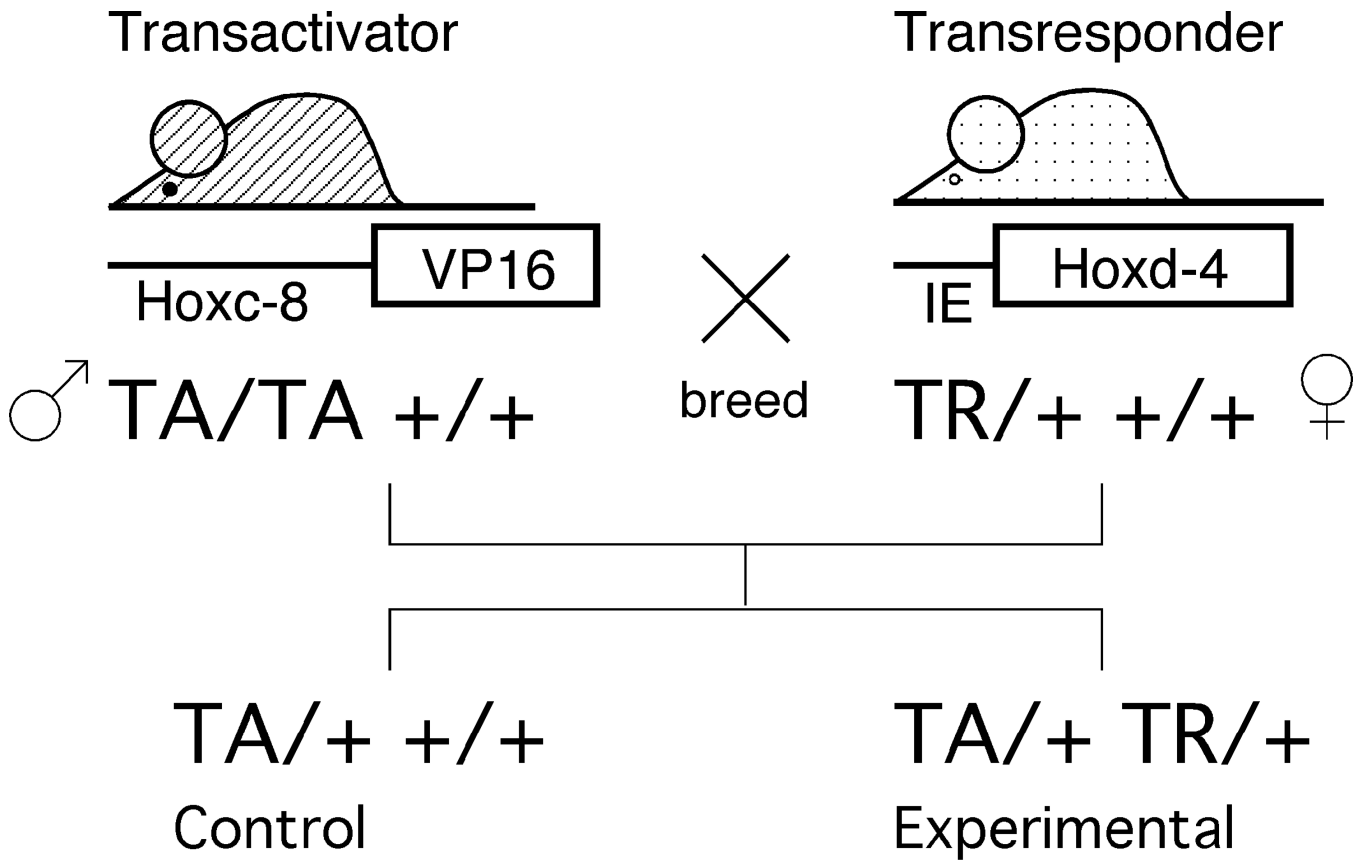 Transactivator
Transresponder
VP16
Hoxc-8
Hoxd-4
IE
♂ TA/TA +/+
breed
TR/+ +/+ ♀
TA/+ +/+
TA/+ TR/+
Control
Experimental